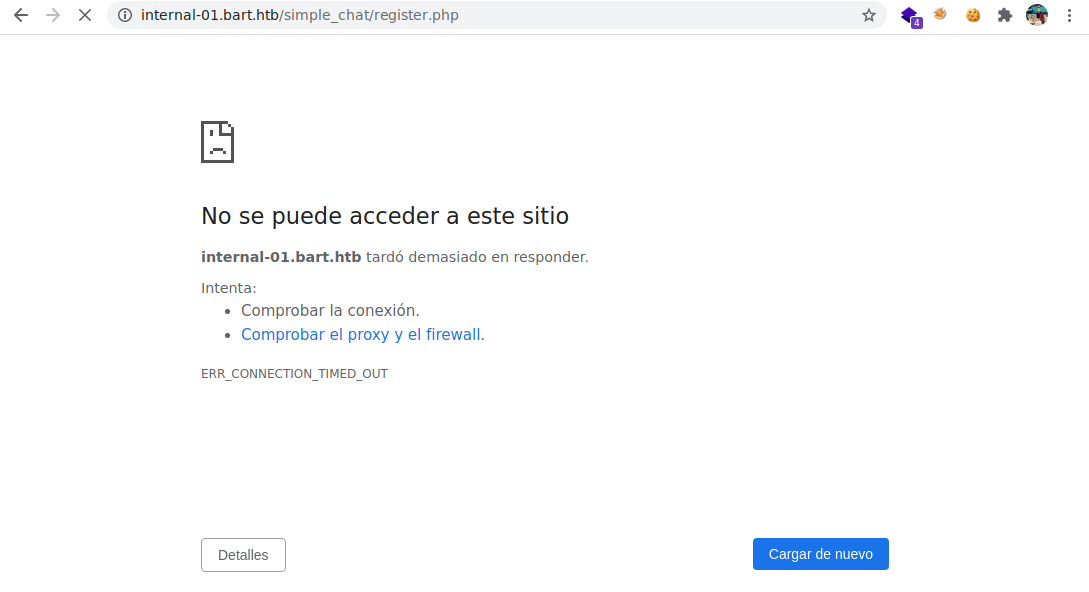 internal-01.bart.htb/simple_chat/register.php
4
No se puede acceder a este sitio
internal-01.bart.htb tardó demasiado en responder.
Intenta:
• Comprobar la conexión.
• Comprobar el proxy y el firewall.
ERR_CONNECTION_TIMED_OUT
Detalles
Cargar de nuevo